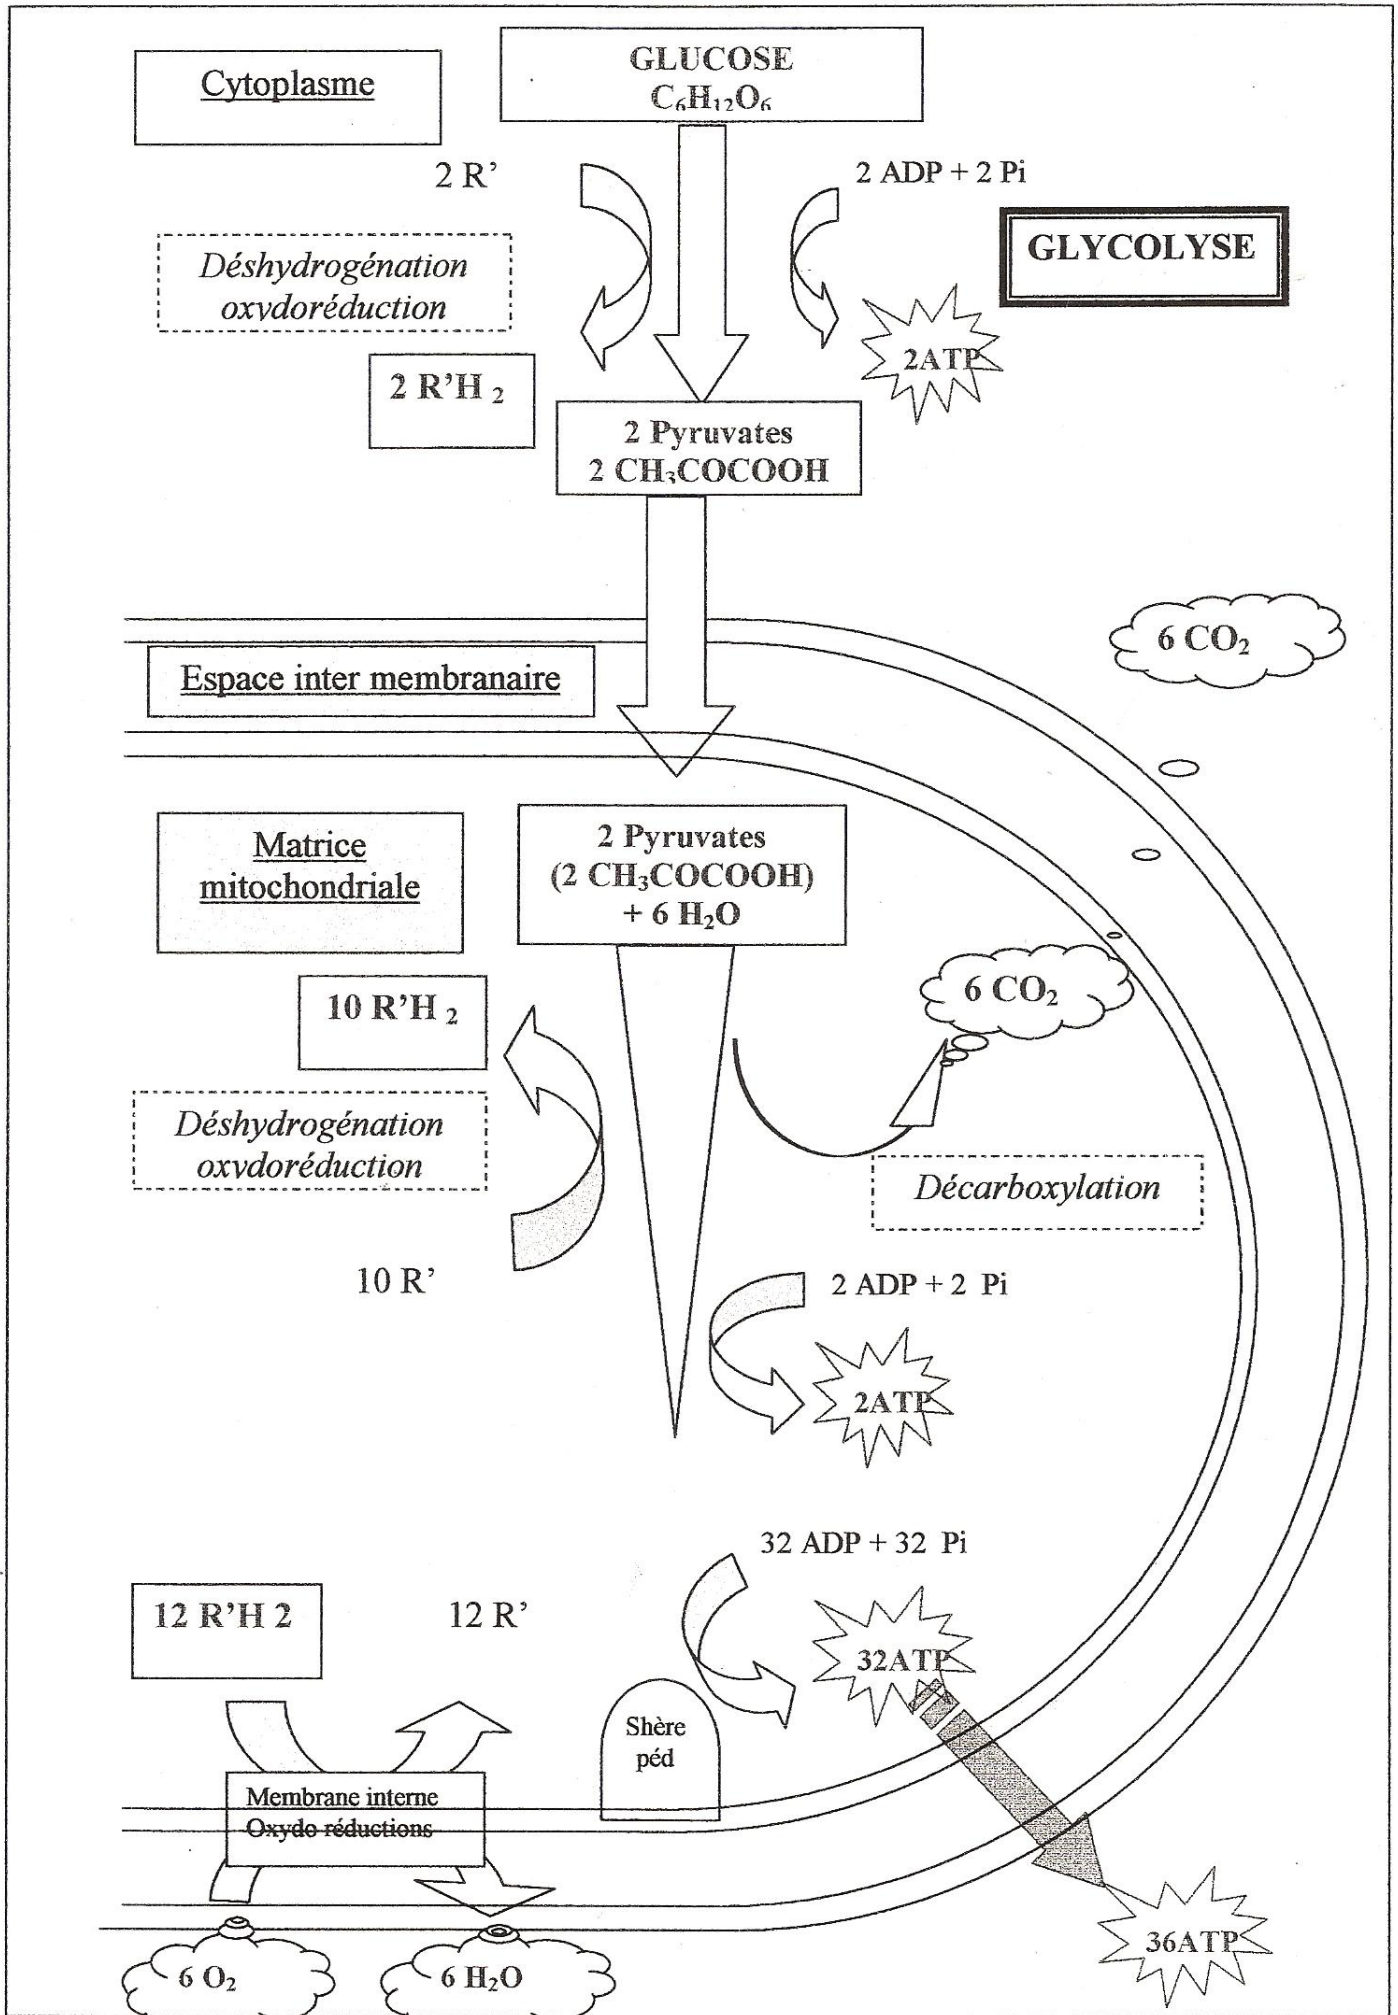 Cytoplasme
GLUCOSE
C₆H₁₂O₆
2 R’
2 ADP + 2 Pi
Déshydrogénation
oxydoréduction
GLYCOLYSE
2ATP
2 R’H ₂
2 Pyruvates
2 CH₃COCOOH
6 CO₂
Espace inter membranaire
Matrice
mitochondriale
2 Pyruvates
(2 CH₃COCOOH)
+ 6 H₂O
10 R’H ₂
6 CO₂
Déshydrogénation
oxydoréduction
Décarboxylation
10 R’
2 ADP + 2 Pi
2ATP
32 ADP + 32 Pi
12 R’H 2
12 R’
32ATP
Shère
péd
Membrane interne
Oxydo réductions
36ATP
6 O₂
6 H₂O